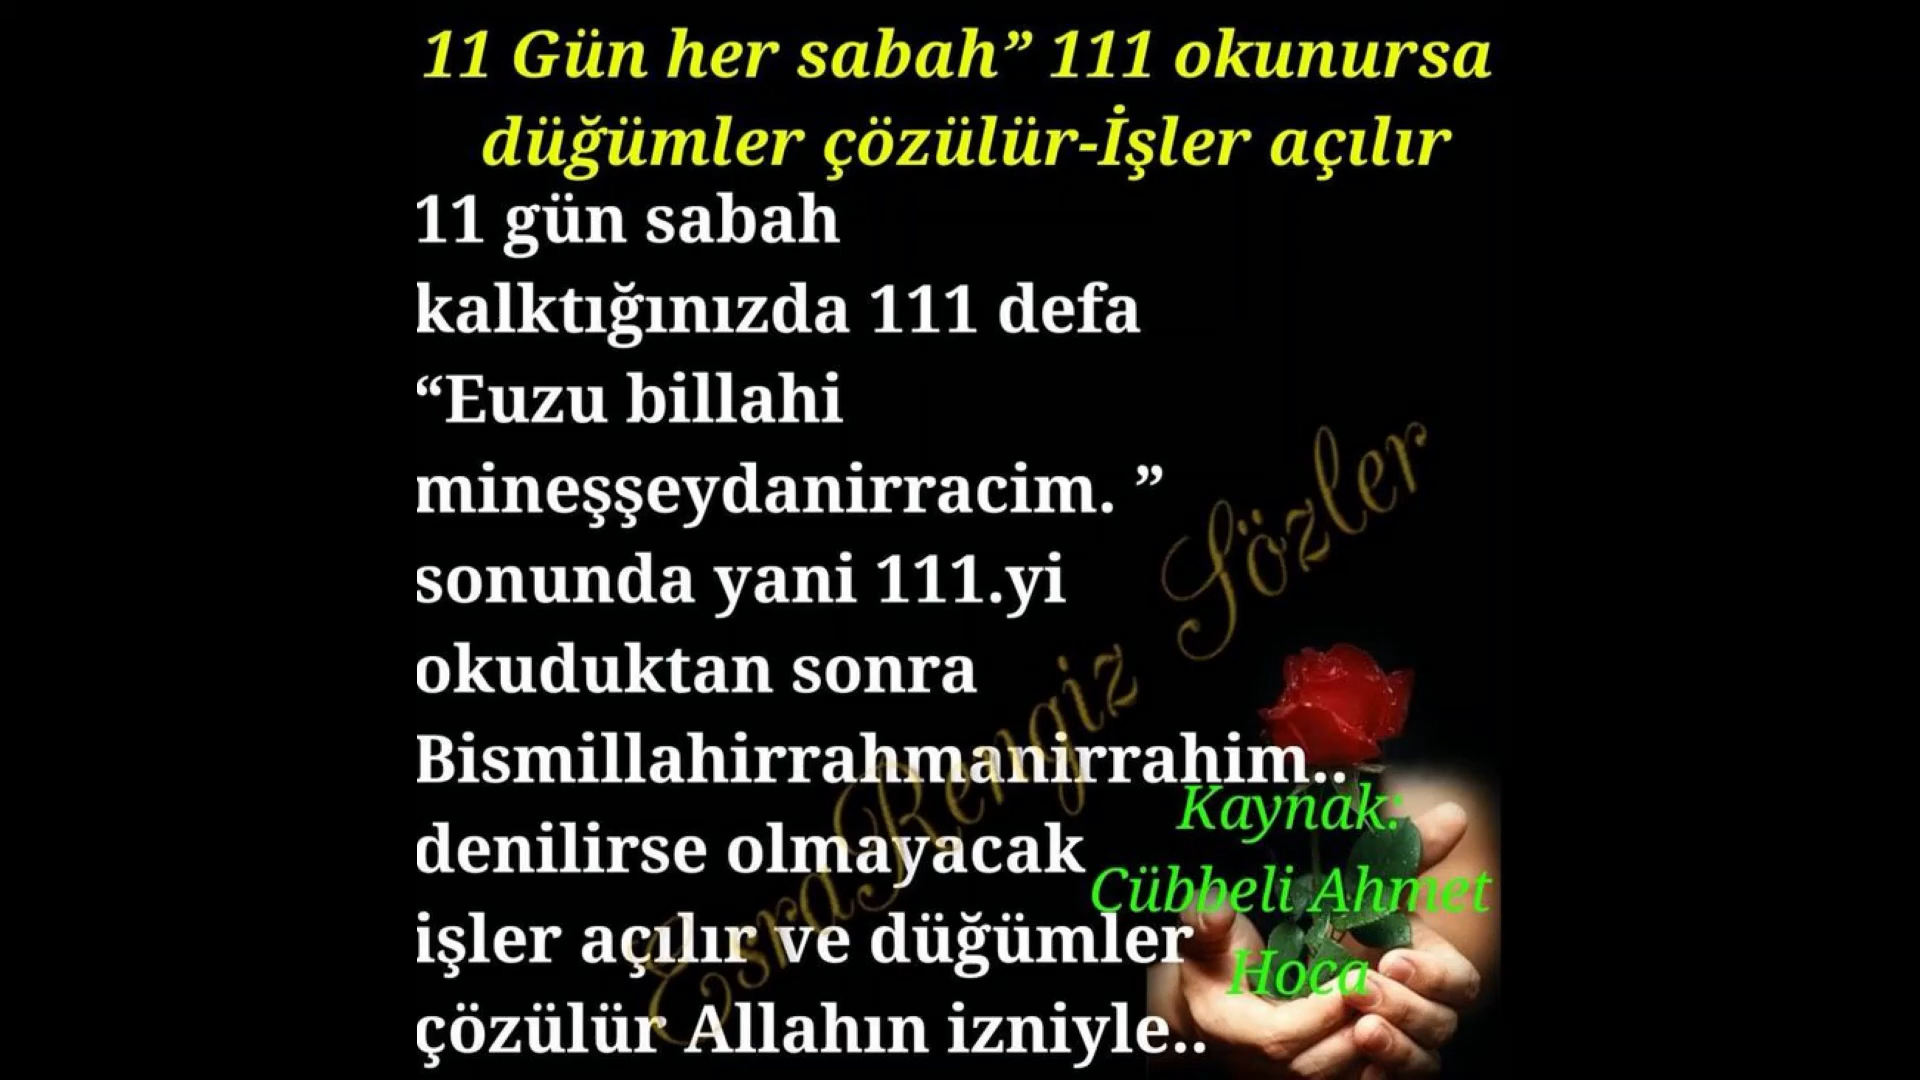 11 Gün her sabah” 111 okunursa
düğümler çözülür-İşler açılır
11 gün sabah
kalktığınızda 111 defa
“Euzu billahi
mineşşeydanirracim. ”
sonunda yani 111.yi
okuduktan sonra
Bismillahirrahmanirrahim..
denilirse olmayacak
işler açılır ve düğümler
çözülür Allahın izniyle..
Kaynak:
Cübbeli Ahmet
Hoca
EsraRengiz Sözler